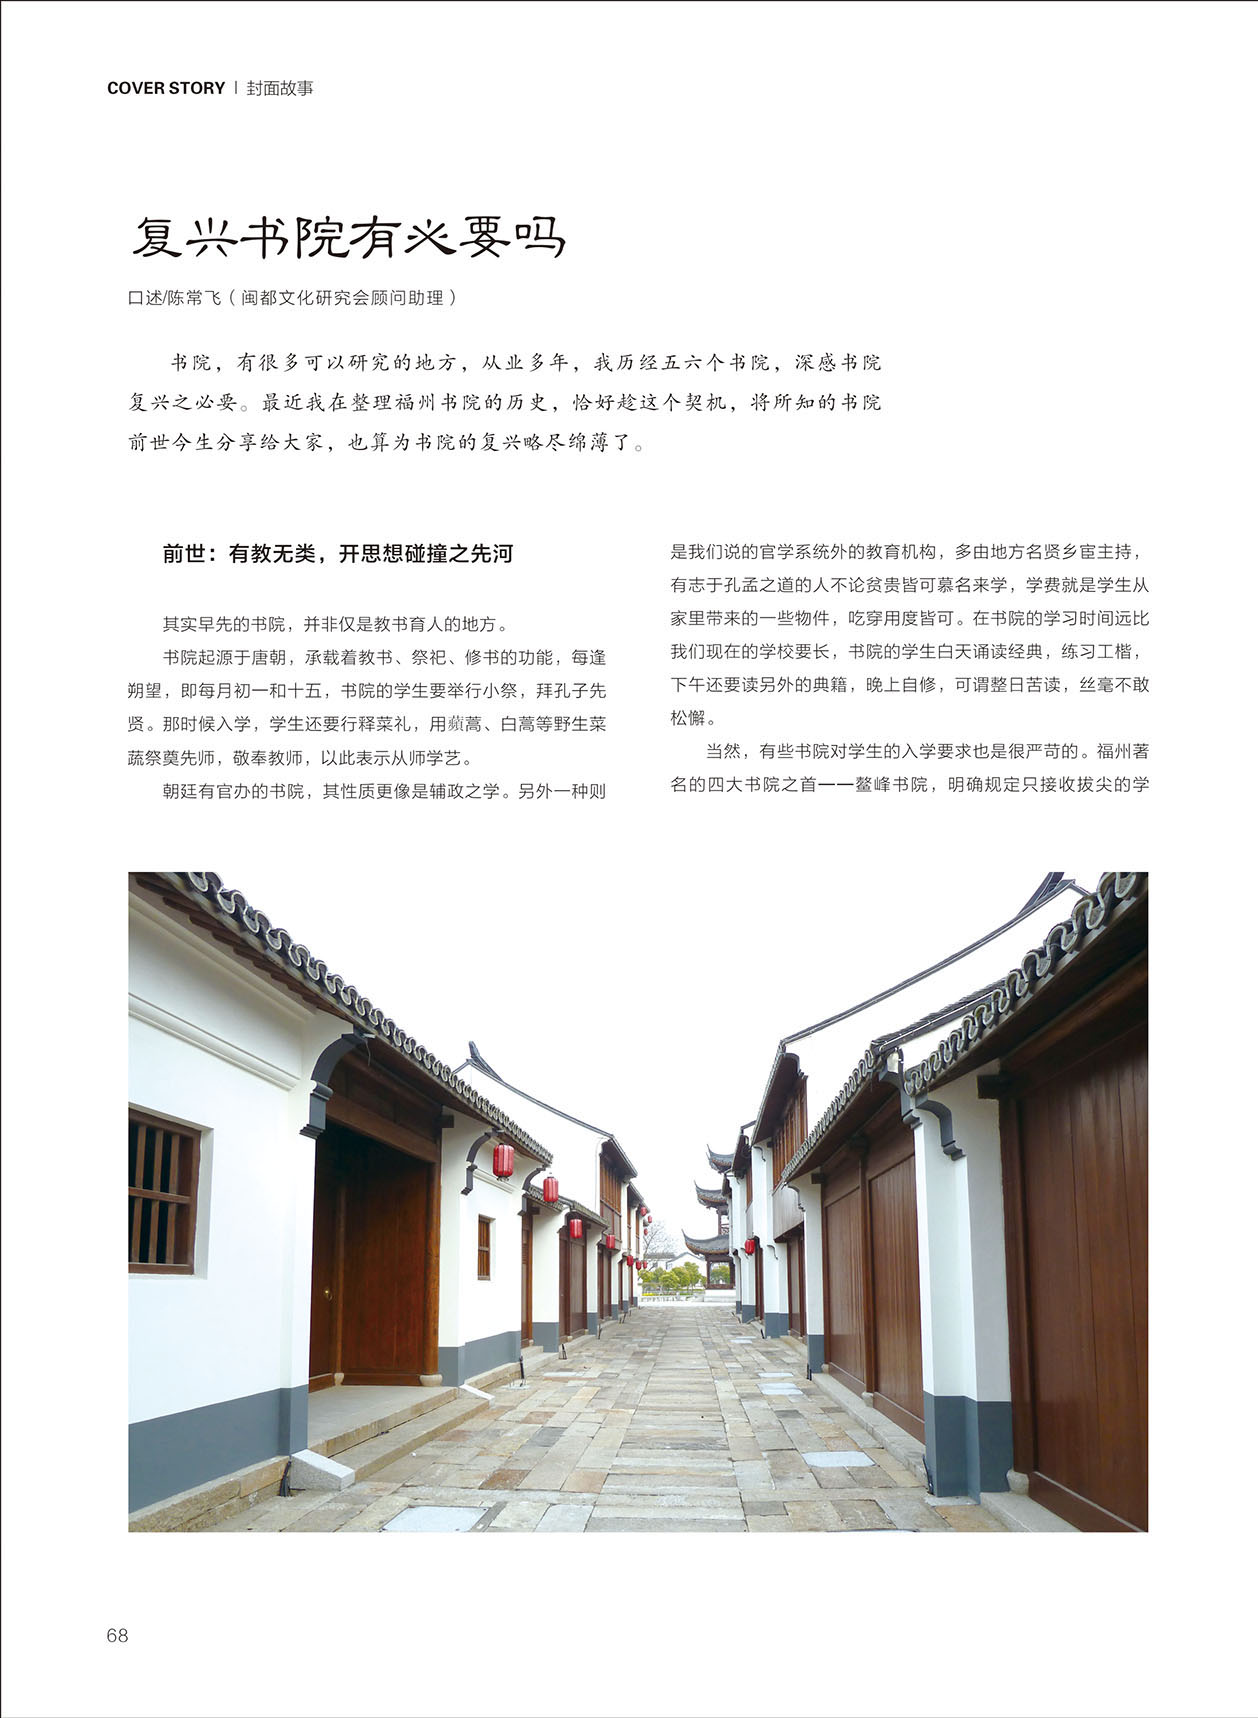 COVER STORY | 封面故事
复兴书院有必要吗
口述/陈常飞（闽都文化研究会顾问助理）
书院，有很多可以研究的地方，从业多年，我历经五六个书院，深感书院
复兴之必要。最近我在整理福州书院的历史，恰好趁这个契机，将所知的书院
前世今生分享给大家，也算为书院的复兴略尽绵薄了。
前世：有教无类，开思想碰撞之先河
其实早先的书院，并非仅是教书育人的地方。
书院起源于唐朝，承载着教书、祭祀、修书的功能，每逢
朔望，即每月初一和十五，书院的学生要举行小祭，拜孔子先
贤。那时候入学，学生还要行释菜礼，用蘋蒿、白蒿等野生菜
蔬祭奠先师，敬奉教师，以此表示从师学艺。
朝廷有官办的书院，其性质更像是辅政之学。另外一种则
是我们说的官学系统外的教育机构，多由地方名贤乡宦主持，
有志于孔孟之道的人不论贫贵皆可慕名来学，学费就是学生从
家里带来的一些物件，吃穿用度皆可。在书院的学习时间远比
我们现在的学校要长，书院的学生白天诵读经典，练习工楷，
下午还要读另外的典籍，晚上自修，可谓整日苦读，丝毫不敢
松懈。
当然，有些书院对学生的入学要求也是很严苛的。福州著
名的四大书院之首——鳌峰书院，明确规定只接收拔尖的学
68